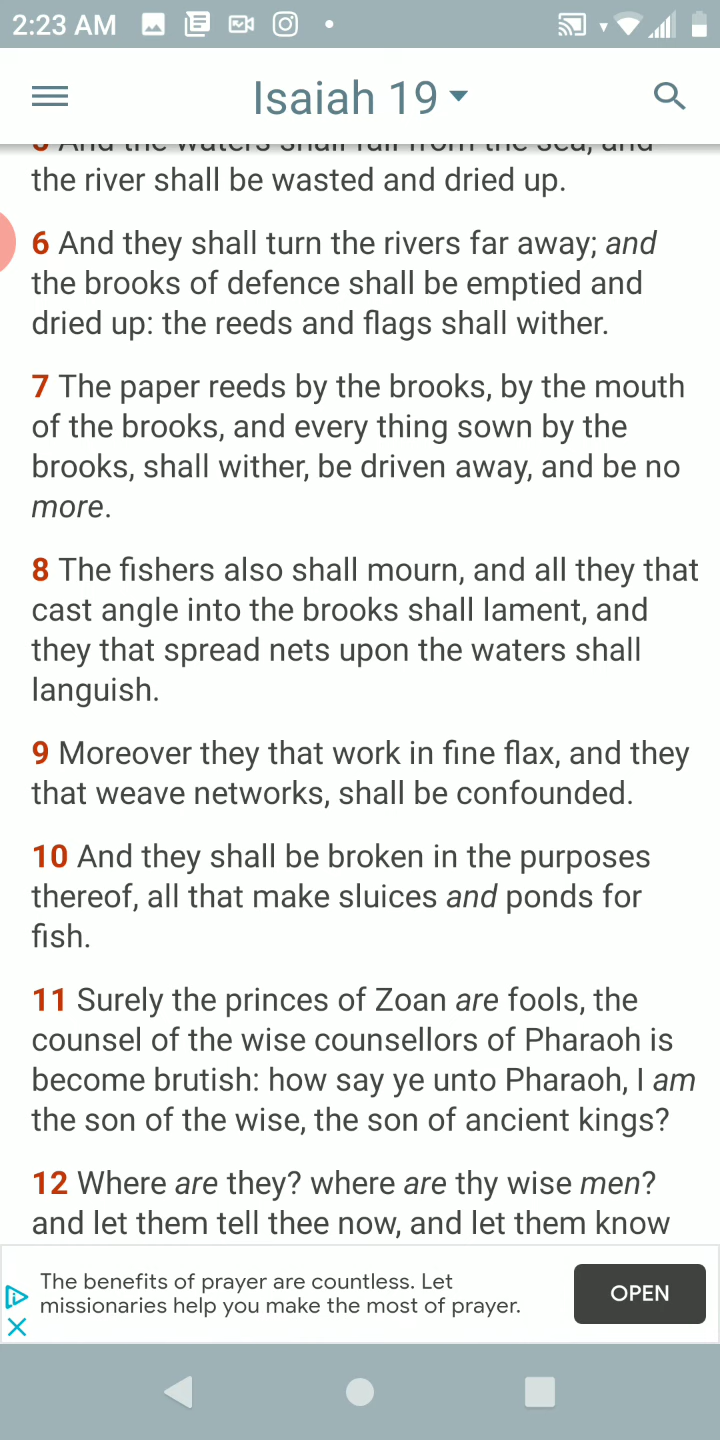 2:23 AM
Isaiah 19
5 And the waters shall fail from the sea, and
the river shall be wasted and dried up.
6 And they shall turn the rivers far away; and
the brooks of defence shall be emptied and
dried up: the reeds and flags shall wither.
7 The paper reeds by the brooks, by the mouth
of the brooks, and every thing sown by the
brooks, shall wither, be driven away, and be no
more.
8 The fishers also shall mourn, and all they that
cast angle into the brooks shall lament, and
they that spread nets upon the waters shall
languish.
9 Moreover they that work in fine flax, and they
that weave networks, shall be confounded.
10 And they shall be broken in the purposes
thereof, all that make sluices and ponds for
fish.
11 Surely the princes of Zoan are fools, the
counsel of the wise counsellors of Pharaoh is
become brutish: how say ye unto Pharaoh, I am
the son of the wise, the son of ancient kings?
12 Where are they? where are thy wise men?
and let them tell thee now, and let them know
The benefits of prayer are countless. Let
missionaries help you make the most of prayer.
OPEN